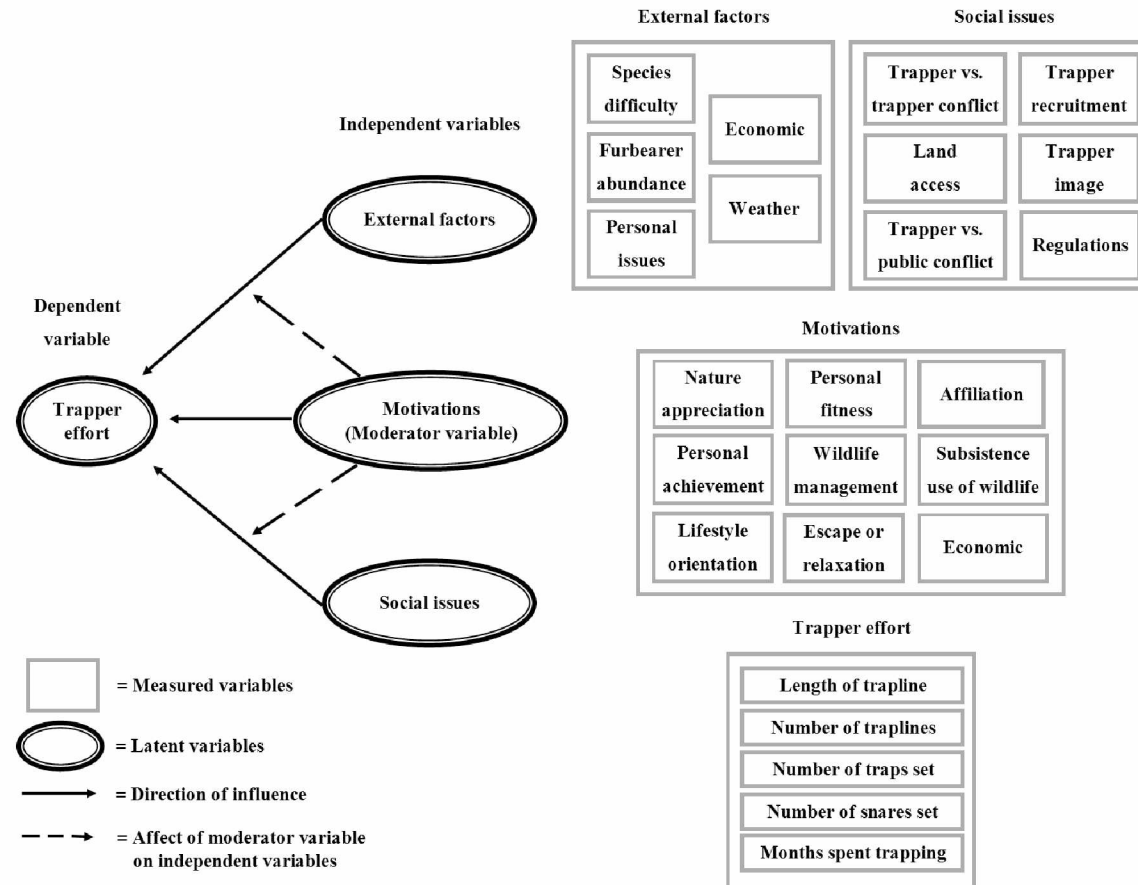 Independent variables
External factors
Dependent
variable
Trapper
effort
Motivations
(Moderator variable)
Social issues
= Measured variables
= Latent variables
= Direction of influence
= Affect of moderator variable
on independent variables
External factors
Species
difficulty
Furbearer
abundance
Personal
issues
Economic
Weather
Social issues
Trapper vs.
trapper conflict
Trapper
recruitment
Land
access
Trapper
image
Trapper vs.
public conflict
Regulations
Motivations
Nature
appreciation
Personal
fitness
Affiliation
Personal
achievement
Wildlife
management
Subsistence
use of wildlife
Lifestyle
orientation
Escape or
relaxation
Economic
Trapper effort
Length of trapline
Number of traplines
Number of traps set
Number of snares set
Months spent trapping